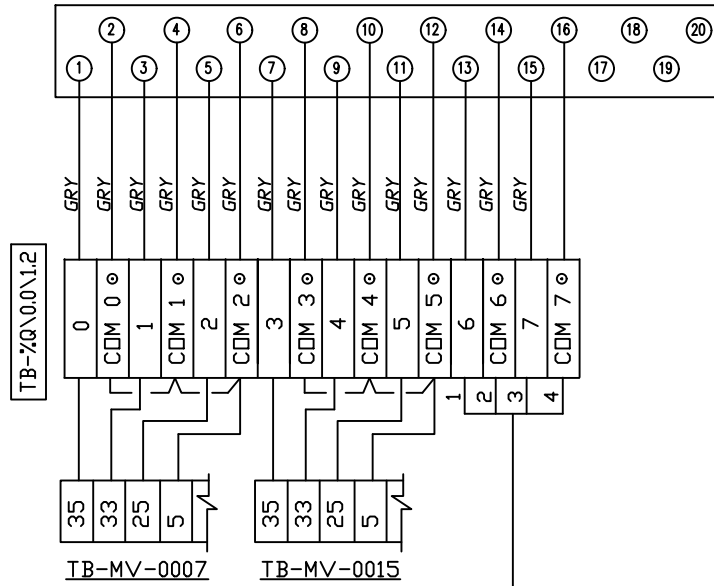 2 4 6 8 10 12 14 16 18 20
1 3 5 7 9 11 13 15 17 19
GRY GRY GRY GRY GRY GRY GRY GRY GRY GRY GRY GRY GRY GRY GRY
TB-%Q\0.0\1.2
0 COM 0 1 COM 1 2 COM 2 3 COM 3 4 COM 4 5 COM 5 6 COM 6 7 COM 7
1 2 3 4
35 33 25 5 35 33 25 5
TB-MV-0007 TB-MV-0015